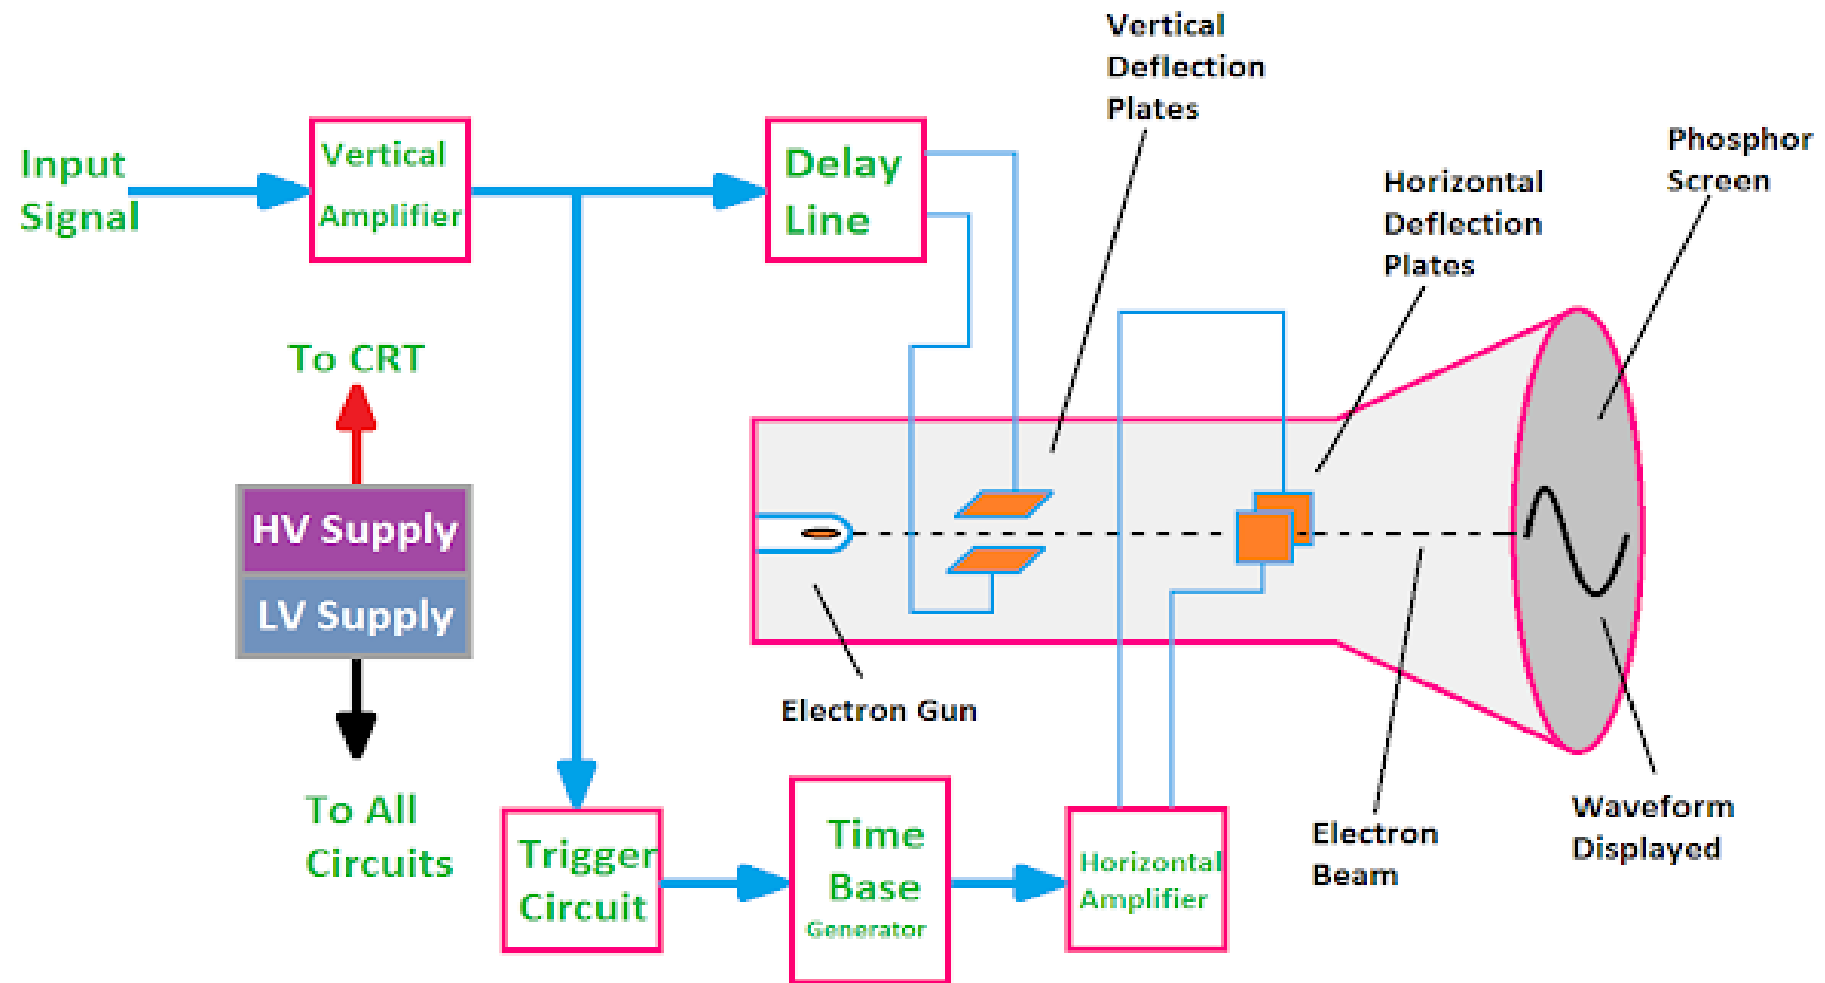 Vertical
Deflection
Plates
Phosphor
Screen
Horizontal
Deflection
Plates
Input
Signal
Vertical
Amplifier
Delay
Line
To CRT
HV Supply
LV Supply
To All
Circuits
Electron Gun
Trigger
Circuit
Time
Base
Generator
Horizontal
Amplifier
Electron
Beam
Waveform
Displayed